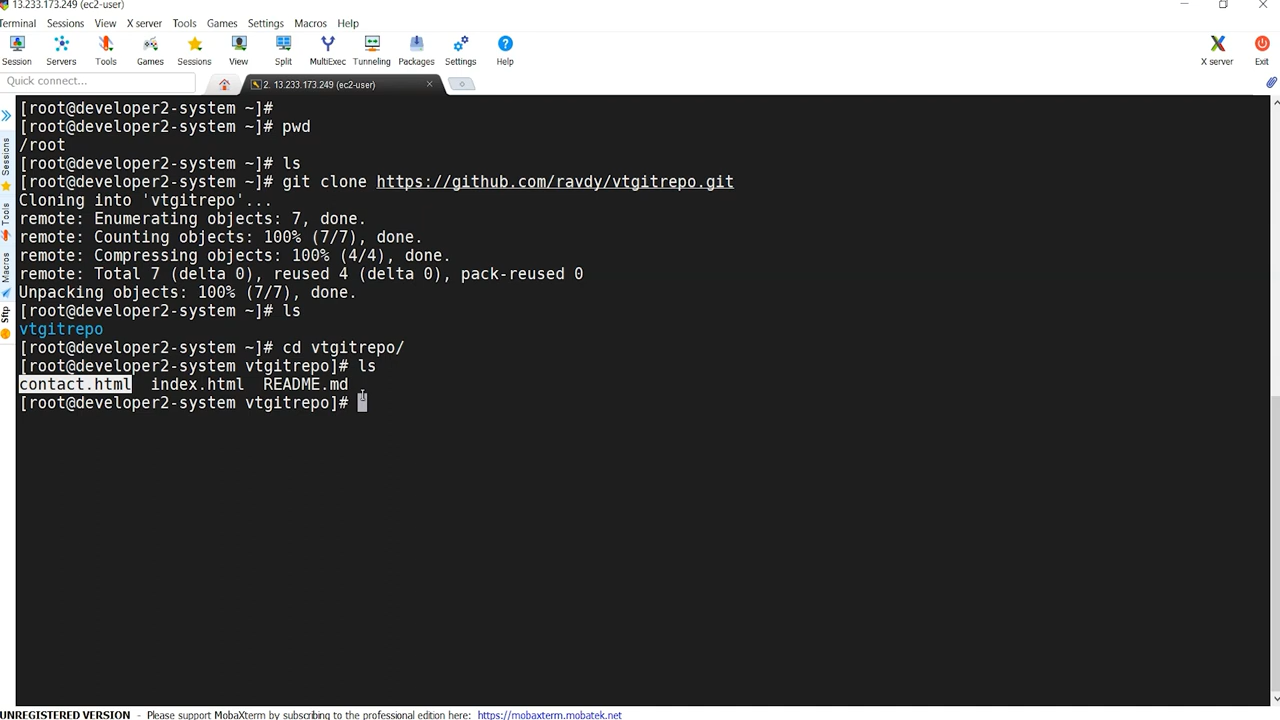 13.233.173.249 (ec2-user)
Terminal Sessions View X server Tools Games Settings Macros Help
Session Servers Tools Games Sessions View Split MultiExec Tunneling Packages Settings Help X server Exit
Quick connect...
2. 13.233.173.249 (ec2-user)
Sessions
Tools
Macros
Sftp
[root@developer2-system ~]#
[root@developer2-system ~]# pwd
/root
[root@developer2-system ~]# ls
[root@developer2-system ~]# git clone https://github.com/ravdy/vtgitrepo.git
Cloning into 'vtgitrepo'...
remote: Enumerating objects: 7, done.
remote: Counting objects: 100% (7/7), done.
remote: Compressing objects: 100% (4/4), done.
remote: Total 7 (delta 0), reused 4 (delta 0), pack-reused 0
Unpacking objects: 100% (7/7), done.
[root@developer2-system ~]# ls
vtgitrepo
[root@developer2-system ~]# cd vtgitrepo/
[root@developer2-system vtgitrepo]# ls
contact.html index.html README.md
[root@developer2-system vtgitrepo]#
UNREGISTERED VERSION - Please support MobaXterm by subscribing to the professional edition here: https://mobaxterm.mobatek.net